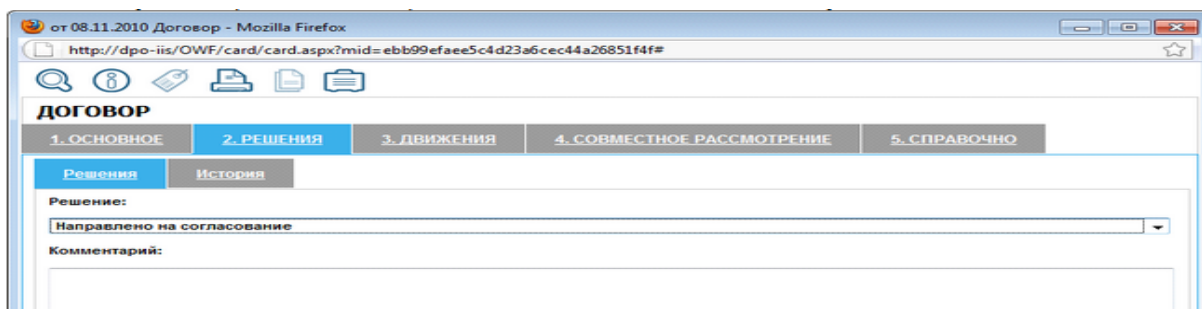 от 08.11.2010 Договор - Mozilla Firefox
http://dpo-iis/OWF/card/card.aspx?mid=ebb99efaee5c4d23a6cec44a26851f4f#
ДОГОВОР
1. ОСНОВНОЕ 2. РЕШЕНИЯ 3. ДВИЖЕНИЯ 4. СОВМЕСТНОЕ РАССМОТРЕНИЕ 5. СПРАВОЧНО
Решения История
Решение:
Направлено на согласование
Комментарий: